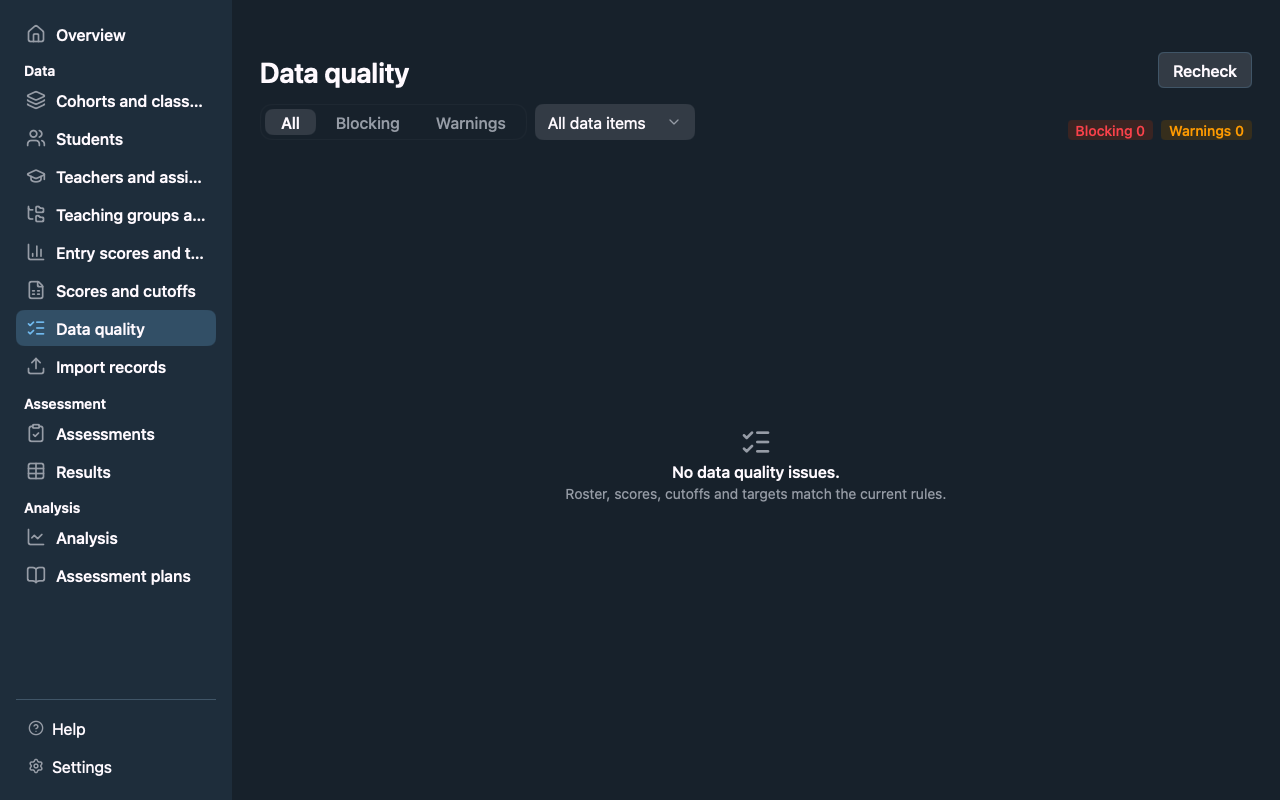 Overview
Data
Cohorts and class...
Students
Teachers and assi...
Teaching groups a...
Entry scores and t...
Scores and cutoffs
Data quality
Import records
Assessment
Assessments
Results
Analysis
Analysis
Assessment plans
Help
Settings
Data quality
Recheck
All
Blocking
Warnings
All data items
Blocking 0
Warnings 0
No data quality issues.
Roster, scores, cutoffs and targets match the current rules.